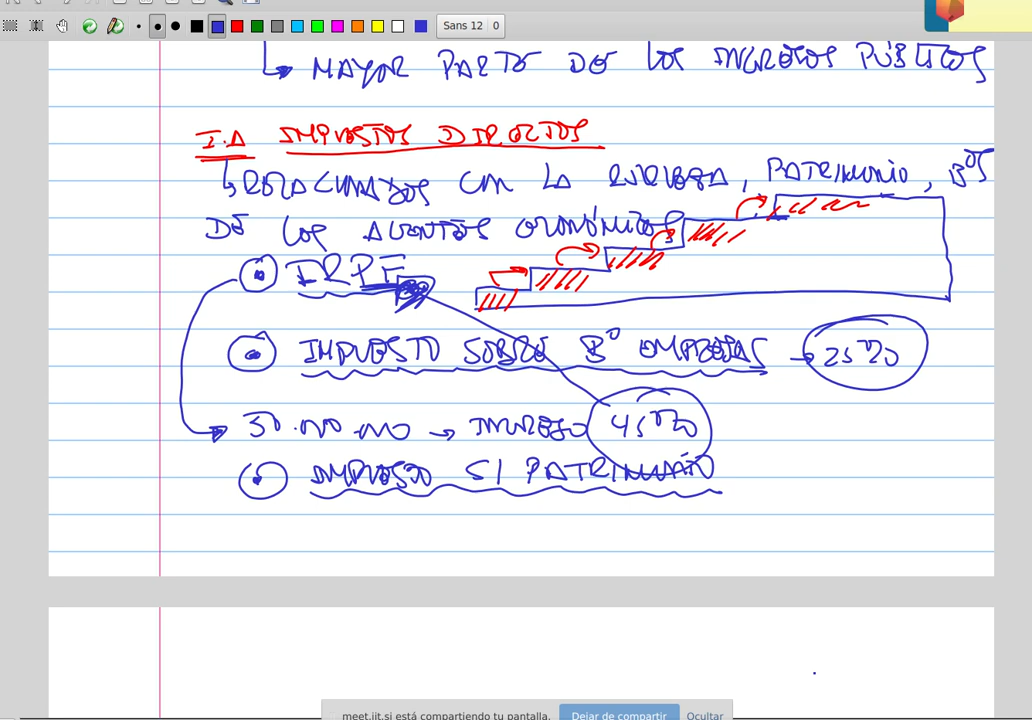 Sans 12 0
↳ MAYOR PARTE DE LOS INGRESOS PÚBLICOS
I.A IMPUESTOS DIRECTOS
↳ RELACIONADOS CON LA RIQUEZA, PATRIMONIO, BOS
DE LOS AGENTES ECONÓMICOS
IRPF
IMPUESTO SOBRE Bº EMPRESAS → 25%
30.000.000 → INGRESO 45%
IMPUESTO S/ PATRIMONIO
meet.jit.si está compartiendo tu pantalla. Dejar de compartir Ocultar